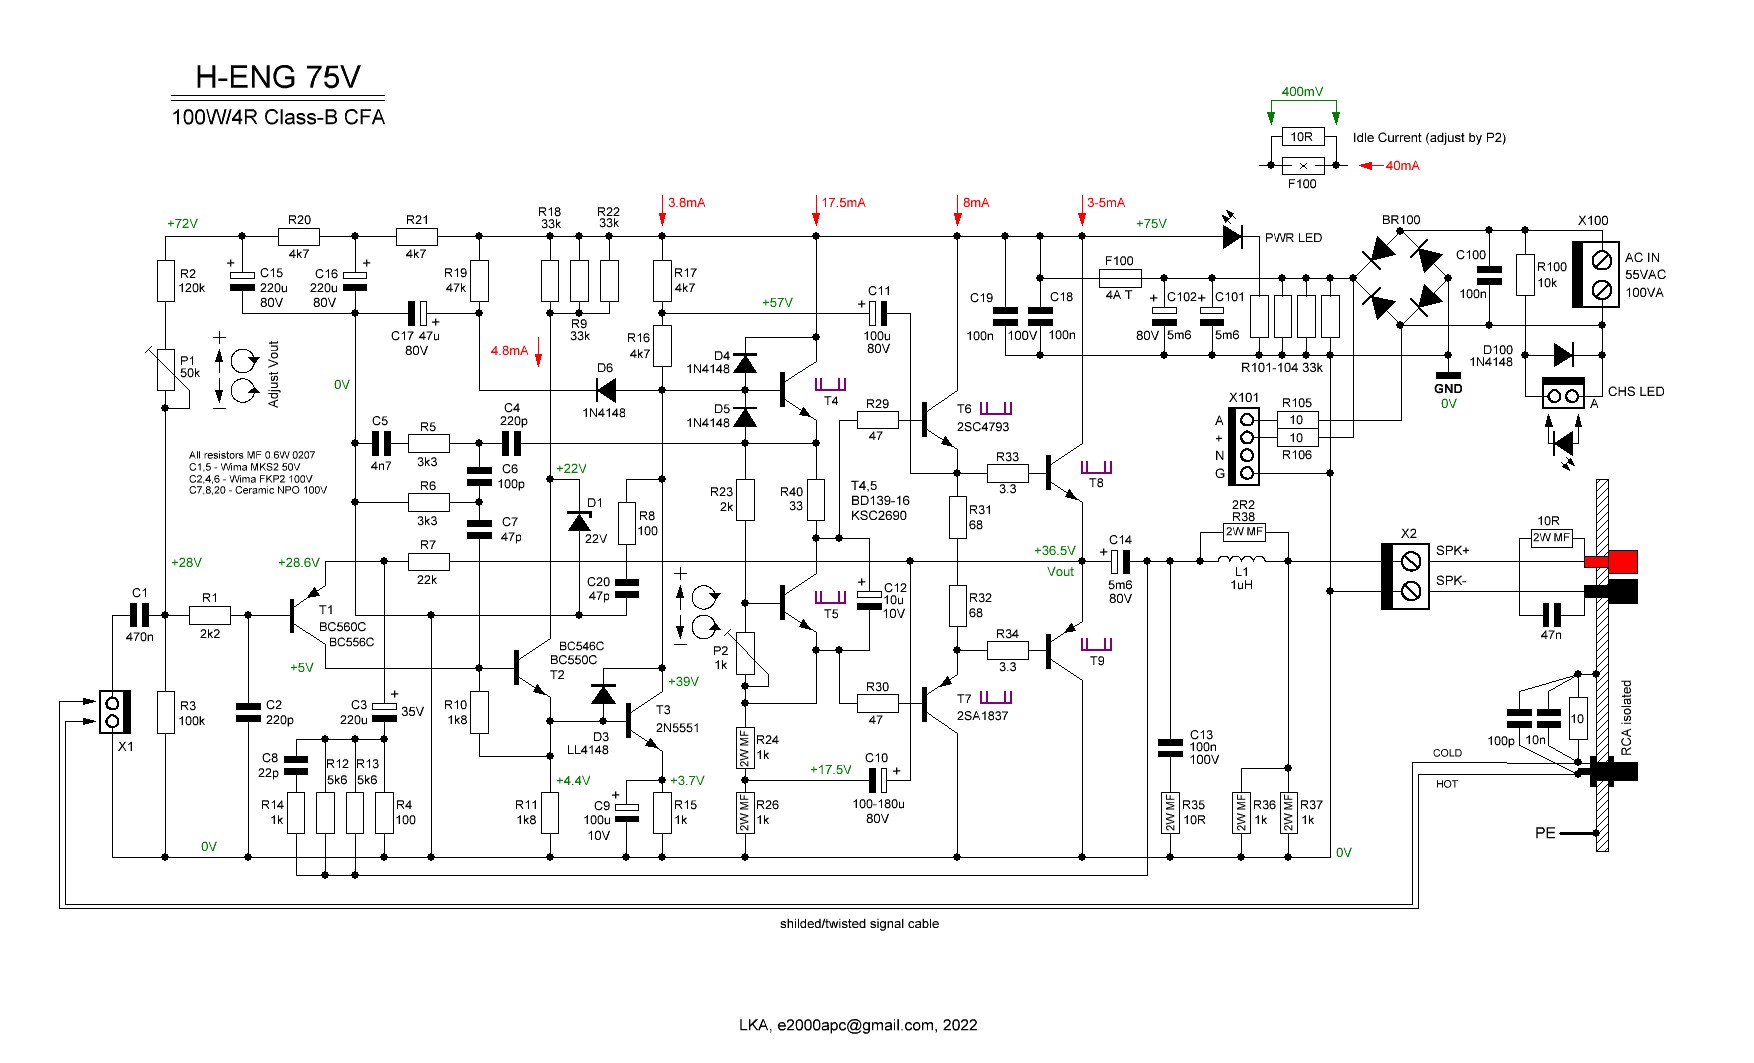 H-ENG 75V
100W/4R Class-B CFA
400mV
10R
Idle Current (adjust by P2)
40mA
F100
+72V
R20
4k7
R21
4k7
R18
33k
R22
33k
3.8mA
17.5mA
8mA
3-5mA
+75V
PWR LED
BR100
X100
R2
120k
C15
220u
80V
C16
220u
80V
R19
47k
R9
33k
R17
4k7
+57V
C11
100u
80V
C19
100n
C18
100V
100n
F100
4A T
C102
80V
5m6
C101
5m6
C100
100n
R100
10k
AC IN
55VAC
100VA
C17
47u
80V
R16
4k7
4.8mA
P1
50k
Adjust Vout
0V
D6
1N4148
D4
1N4148
D5
1N4148
T4
R101-104 33k
GND
0V
D100
1N4148
CHS LED
A
X101
A
+
N
G
R105
10
10
R106
C5
4n7
R5
3k3
C4
220p
R29
47
T6
2SC4793
All resistors MF 0.6W 0207
C1,5 - Wima MKS2 50V
C2,4,6 - Wima FKP2 100V
C7,8,20 - Ceramic NPO 100V
C6
100p
R6
3k3
C7
47p
+22V
D1
22V
R8
100
R23
2k
R40
33
T4,5
BD139-16
KSC2690
R33
3.3
T8
R31
68
2R2
R38
2W MF
L1
1uH
X2
SPK+
SPK-
10R
2W MF
47n
+28V
+28.6V
R7
22k
C20
47p
+36.5V
Vout
C14
5m6
80V
C1
470n
R1
2k2
T1
BC560C
BC556C
+5V
BC546C
BC550C
T2
P2
1k
T5
C12
10u
10V
R32
68
R34
3.3
T9
X1
R3
100k
C2
220p
C3
220u
35V
R10
1k8
D3
LL4148
+39V
T3
2N5551
R30
47
T7
2SA1837
C8
22p
R12
5k6
R13
5k6
R14
1k
R4
100
+4.4V
R11
1k8
C9
100u
10V
+3.7V
R15
1k
R24
1k
2W MF
R26
1k
2W MF
+17.5V
C10
100-180u
80V
C13
100n
100V
R35
10R
2W MF
R36
1k
2W MF
R37
1k
2W MF
100p
10n
10
RCA isolated
COLD
HOT
PE
0V
0V
shilded/twisted signal cable
LKA, e2000apc@gmail.com, 2022